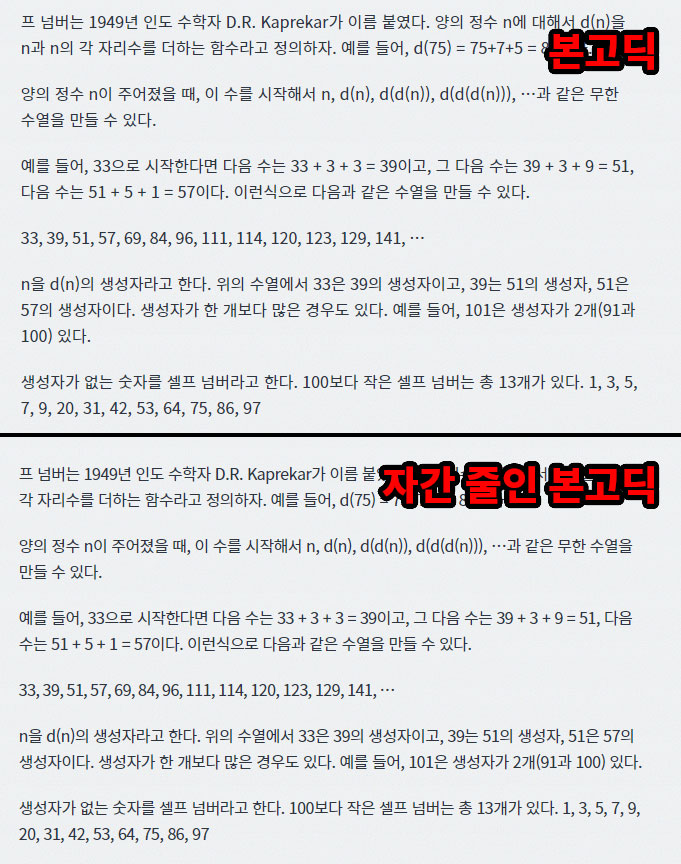 프 넘버는 1949년 인도 수학자 D.R. Kaprekar가 이름 붙였다. 양의 정수 n에 대해서 d(n)을
n과 n의 각 자리수를 더하는 함수라고 정의하자. 예를 들어, d(75) = 75+7+5 =
본고딕
양의 정수 n이 주어졌을 때, 이 수를 시작해서 n, d(n), d(d(n)), d(d(d(n))), …과 같은 무한
수열을 만들 수 있다.
예를 들어, 33으로 시작한다면 다음 수는 33 + 3 + 3 = 39이고, 그 다음 수는 39 + 3 + 9 = 51,
다음 수는 51 + 5 + 1 = 57이다. 이런식으로 다음과 같은 수열을 만들 수 있다.
33, 39, 51, 57, 69, 84, 96, 111, 114, 120, 123, 129, 141, …
n을 d(n)의 생성자라고 한다. 위의 수열에서 33은 39의 생성자이고, 39는 51의 생성자, 51은
57의 생성자이다. 생성자가 한 개보다 많은 경우도 있다. 예를 들어, 101은 생성자가 2개(91과
100) 있다.
생성자가 없는 숫자를 셀프 넘버라고 한다. 100보다 작은 셀프 넘버는 총 13개가 있다. 1, 3, 5,
7, 9, 20, 31, 42, 53, 64, 75, 86, 97
프 넘버는 1949년 인도 수학자 D.R. Kaprekar가 이름
자간 줄인 본고딕
각 자리수를 더하는 함수라고 정의하자. 예를 들어, d(75) =
양의 정수 n이 주어졌을 때, 이 수를 시작해서 n, d(n), d(d(n)), d(d(d(n))), …과 같은 무한 수열을
만들 수 있다.
예를 들어, 33으로 시작한다면 다음 수는 33 + 3 + 3 = 39이고, 그 다음 수는 39 + 3 + 9 = 51, 다음
수는 51 + 5 + 1 = 57이다. 이런식으로 다음과 같은 수열을 만들 수 있다.
33, 39, 51, 57, 69, 84, 96, 111, 114, 120, 123, 129, 141, …
n을 d(n)의 생성자라고 한다. 위의 수열에서 33은 39의 생성자이고, 39는 51의 생성자, 51은 57의
생성자이다. 생성자가 한 개보다 많은 경우도 있다. 예를 들어, 101은 생성자가 2개(91과 100) 있다.
생성자가 없는 숫자를 셀프 넘버라고 한다. 100보다 작은 셀프 넘버는 총 13개가 있다. 1, 3, 5, 7, 9,
20, 31, 42, 53, 64, 75, 86, 97